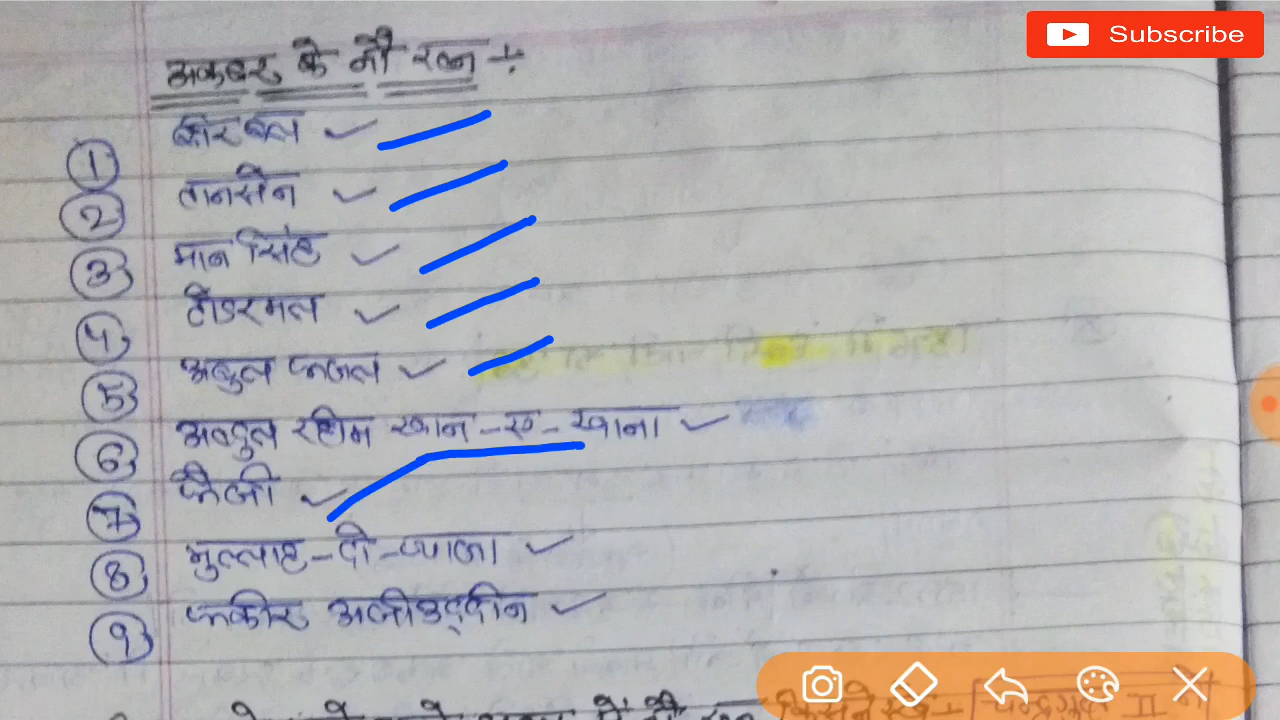 Subscribe
अकबर के नौ रत्न ÷
① बीरबल ✓
② तानसेन ✓
③ मान सिंह ✓
④ टोडरमल ✓
⑤ अबुल फजल ✓
⑥ अब्दुल रहीम खान-ए-खाना ✓
⑦ फैजी ✓
⑧ मुल्लाह-दो-प्याजा ✓
⑨ फकीर अजीउद्दीन ✓